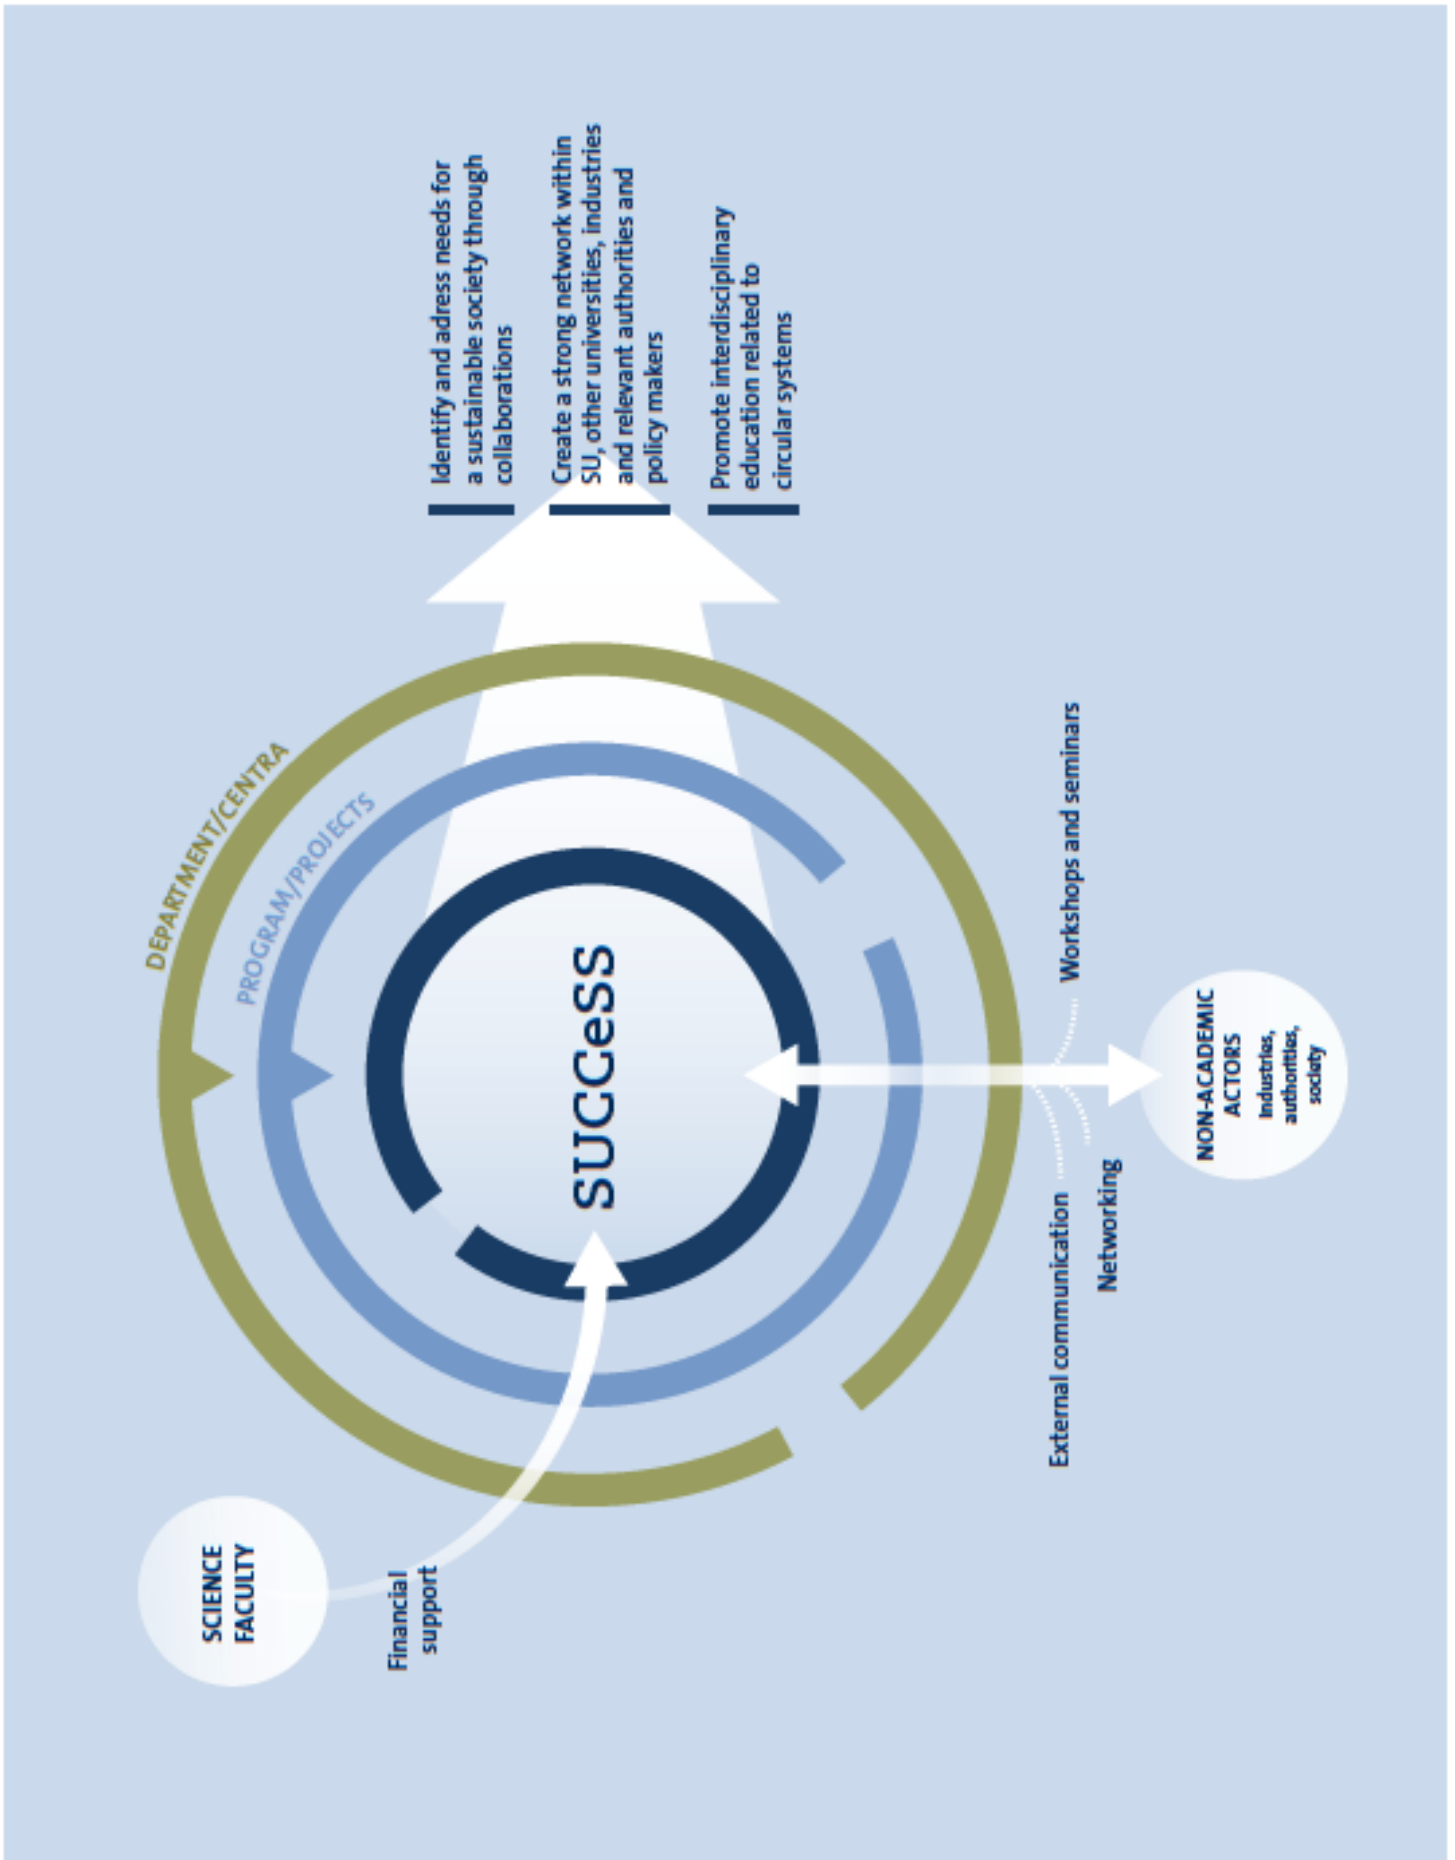 SCIENCE
FACULTY
Financial
support
DEPARTMENT/CENTRA
PROGRAM/PROJECTS
SUCCeSS
Identify and adress needs for
a sustainable society through
collaborations
Create a strong network within
SU, other universities, industries
and relevant authorities and
policy makers
Promote interdisciplinary
education related to
circular systems
External communication
Networking
Workshops and seminars
NON-ACADEMIC
ACTORS
Industries,
authorities,
society